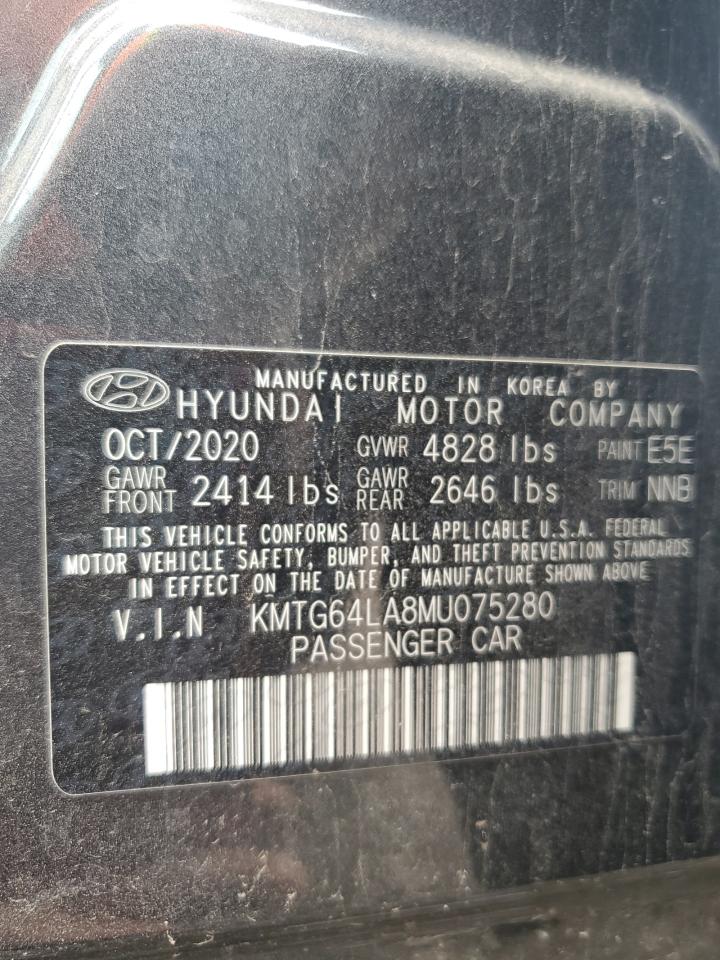 MANUFACTURED IN KOREA BY
HYUNDAI MOTOR COMPANY
OCT/2020 GVWR 4828 lbs PAINT E5E
GAWR FRONT 2414 lbs GAWR REAR 2646 lbs TRIM NNB
THIS VEHICLE CONFORMS TO ALL APPLICABLE U.S.A. FEDERAL
MOTOR VEHICLE SAFETY, BUMPER, AND THEFT PREVENTION STANDARDS
IN EFFECT ON THE DATE OF MANUFACTURE SHOWN ABOVE
V.I.N KMTG64LA8MU075280
PASSENGER CAR